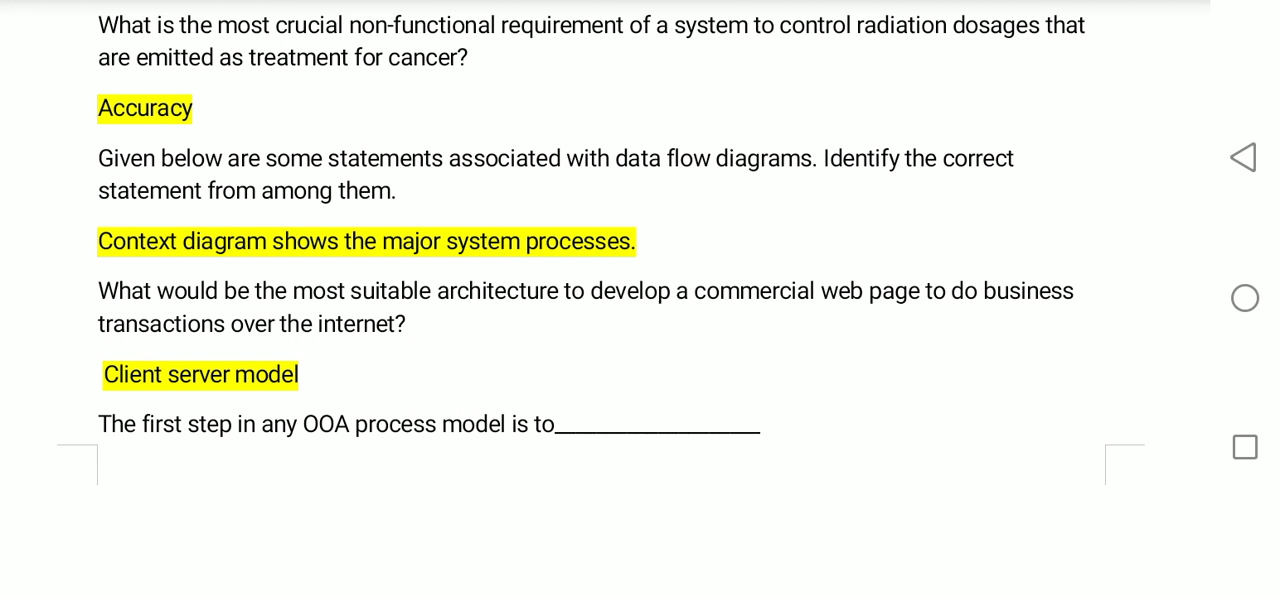 What is the most crucial non-functional requirement of a system to control radiation dosages that
are emitted as treatment for cancer?
Accuracy
Given below are some statements associated with data flow diagrams. Identify the correct
statement from among them.
Context diagram shows the major system processes.
What would be the most suitable architecture to develop a commercial web page to do business
transactions over the internet?
Client server model
The first step in any OOA process model is to_________________